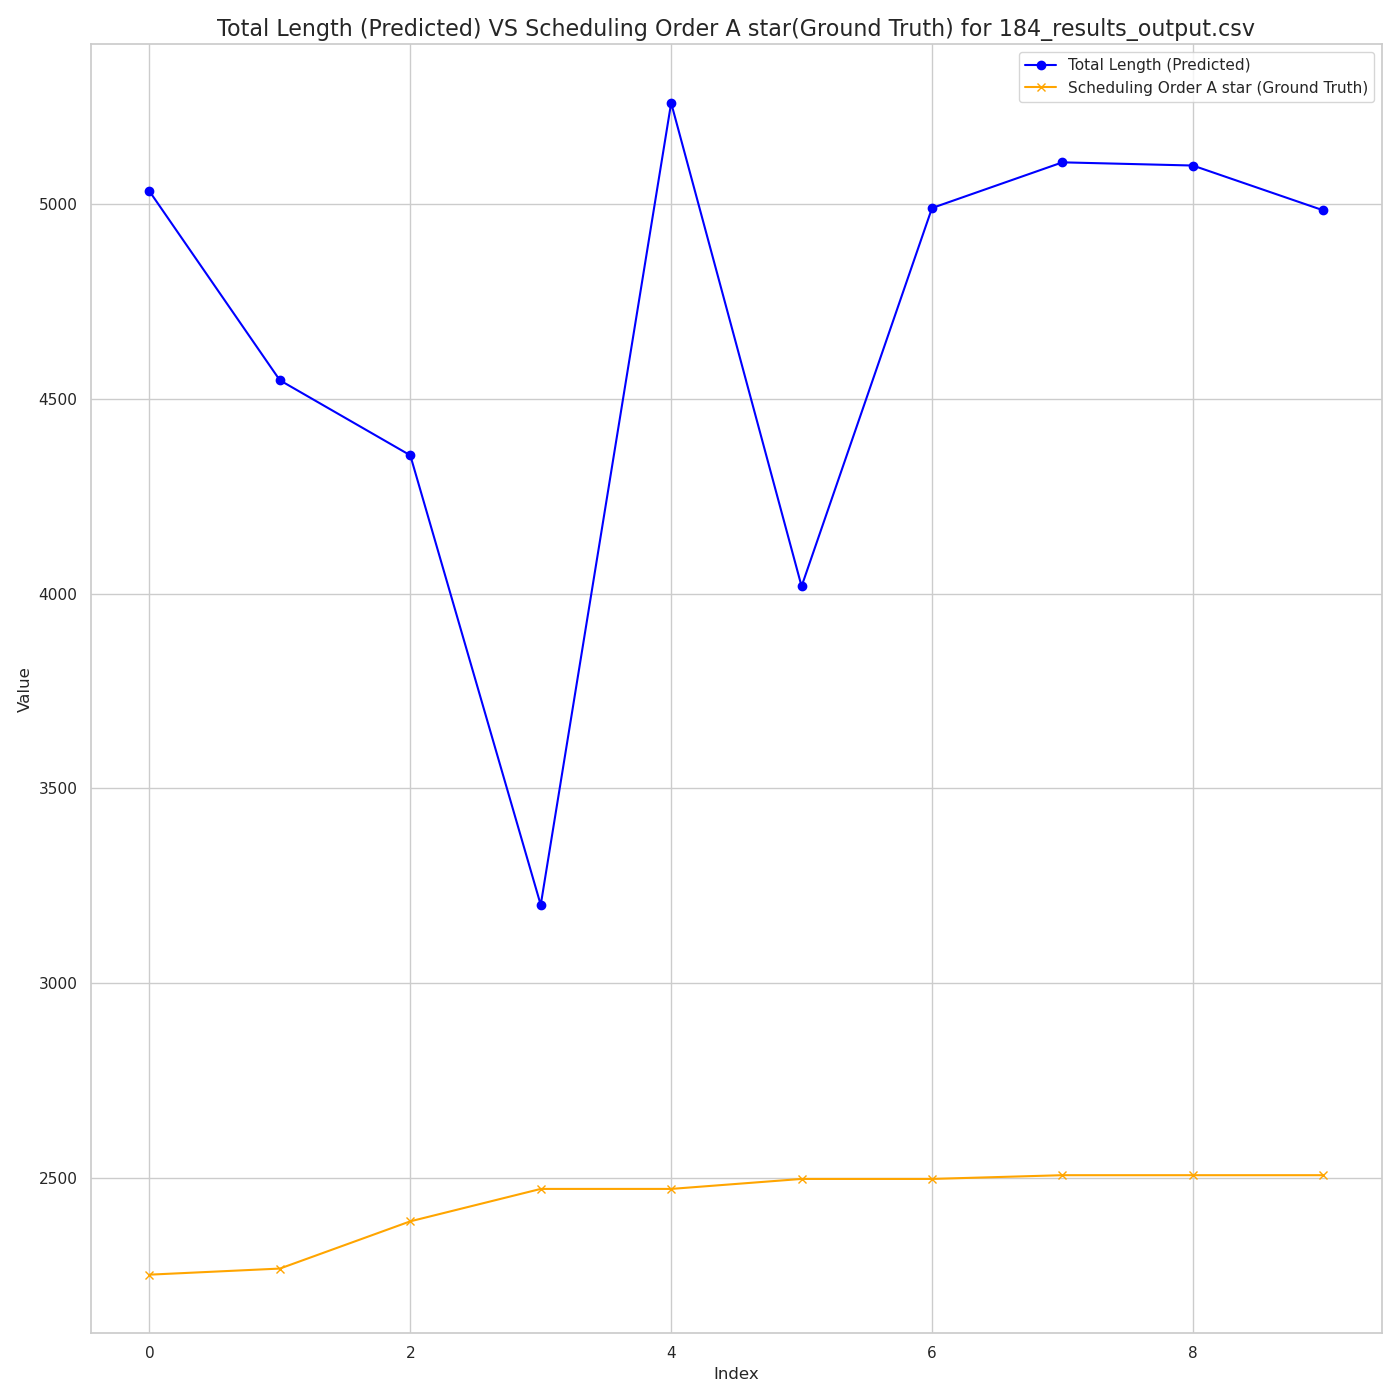 Total Length (Predicted) VS Scheduling Order A star(Ground Truth) for 184_results_output.csv
Total Length (Predicted)
Scheduling Order A star (Ground Truth)
5000
4500
4000
3500
3000
2500
Value
0 2 4 6 8
Index